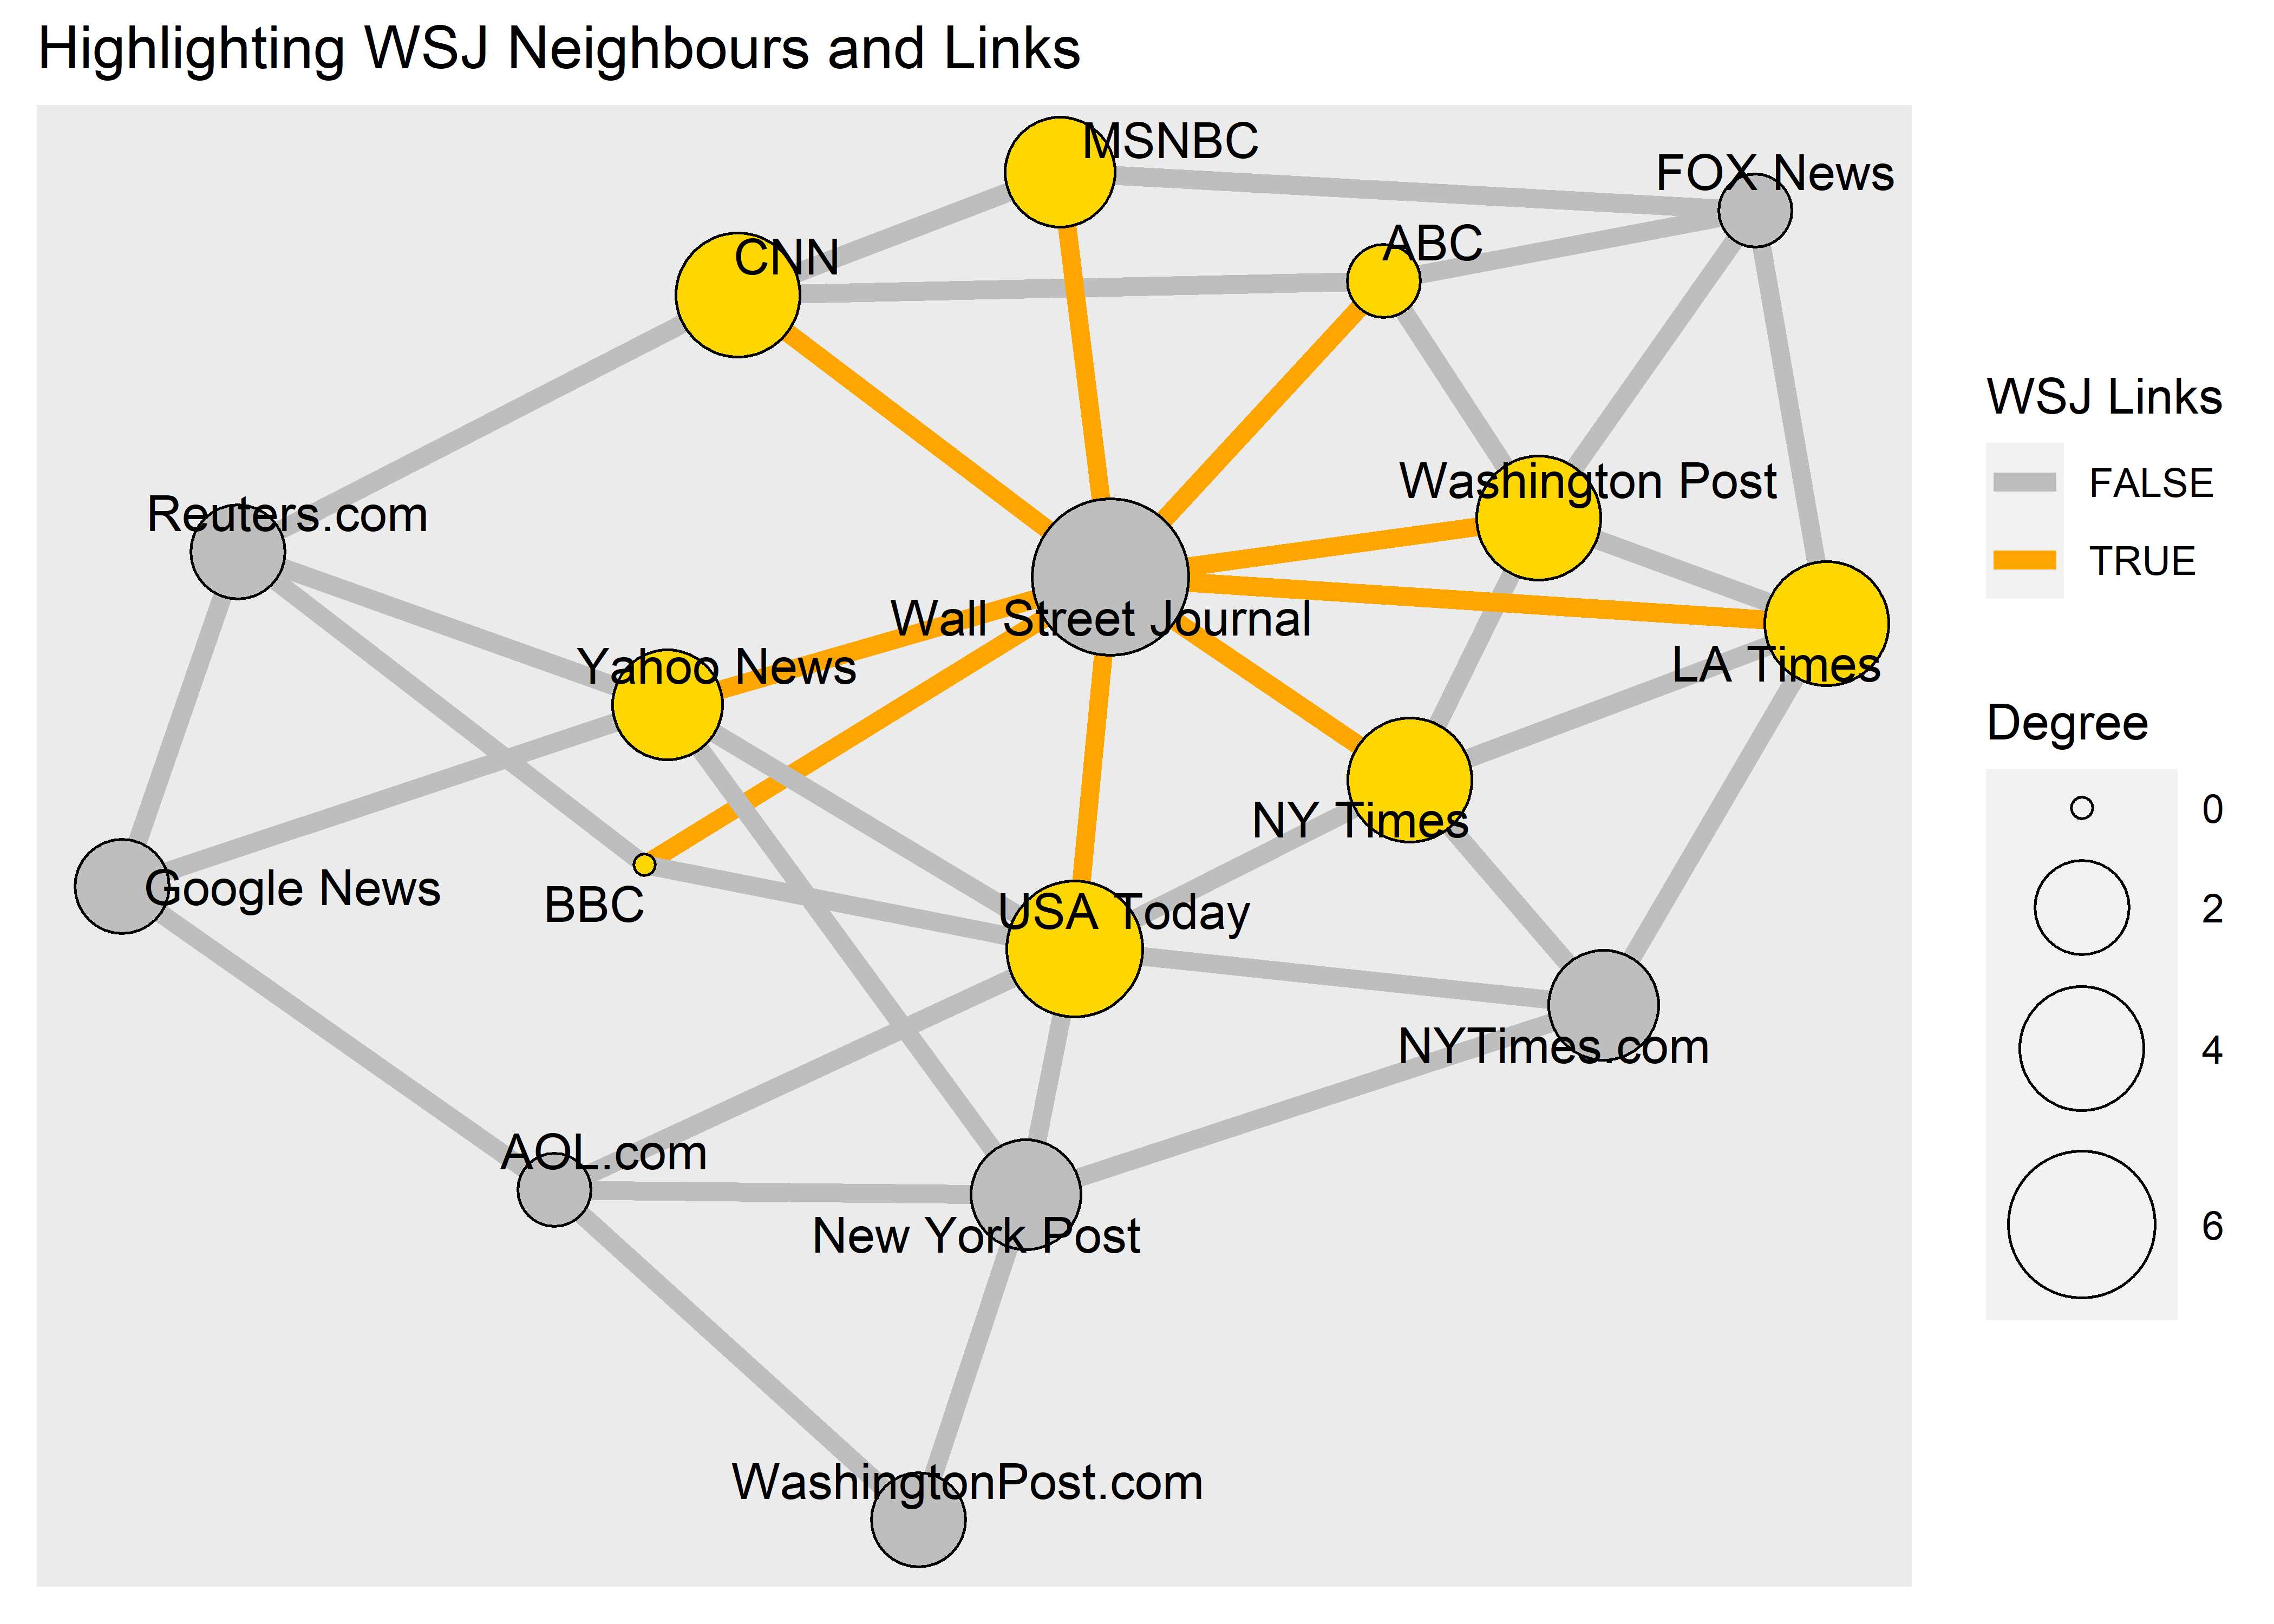 Highlighting WSJ Neighbours and Links
MSNBC
FOX News
CNN
ABC
Washington Post
Reuters.com
Wall Street Journal
Yahoo News
LA Times
NY Times
Google News
BBC
USA Today
NYTimes.com
AOL.com
New York Post
WashingtonPost.com
WSJ Links
FALSE
TRUE
Degree
0
2
4
6